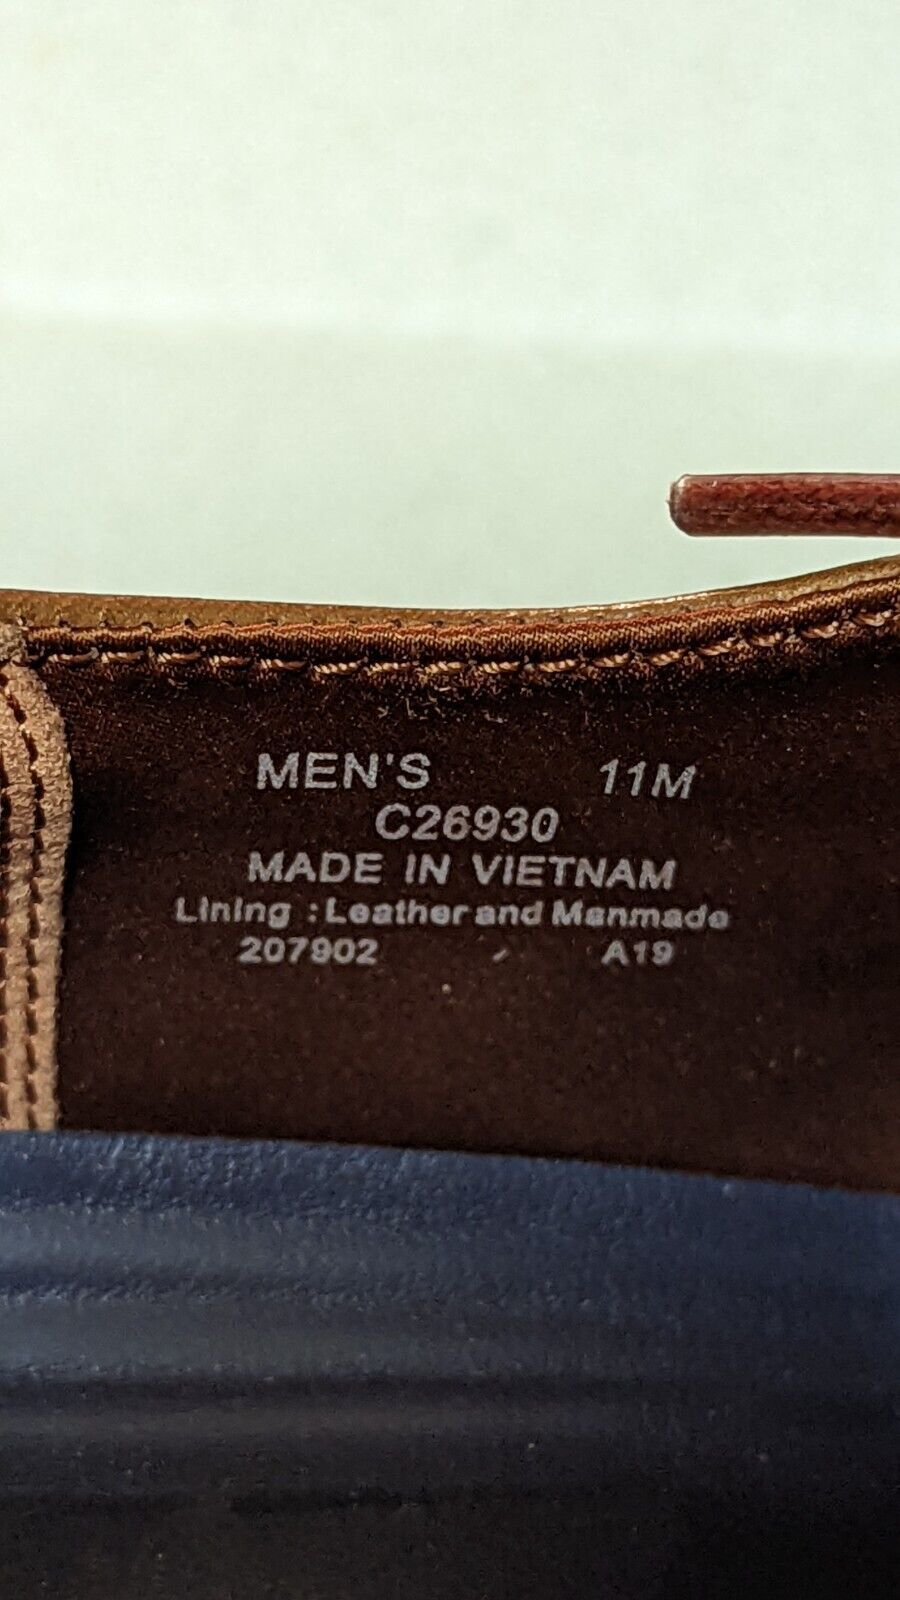 MEN'S 11M
C26930
MADE IN VIETNAM
Lining : Leather and Manmade
207902 A19